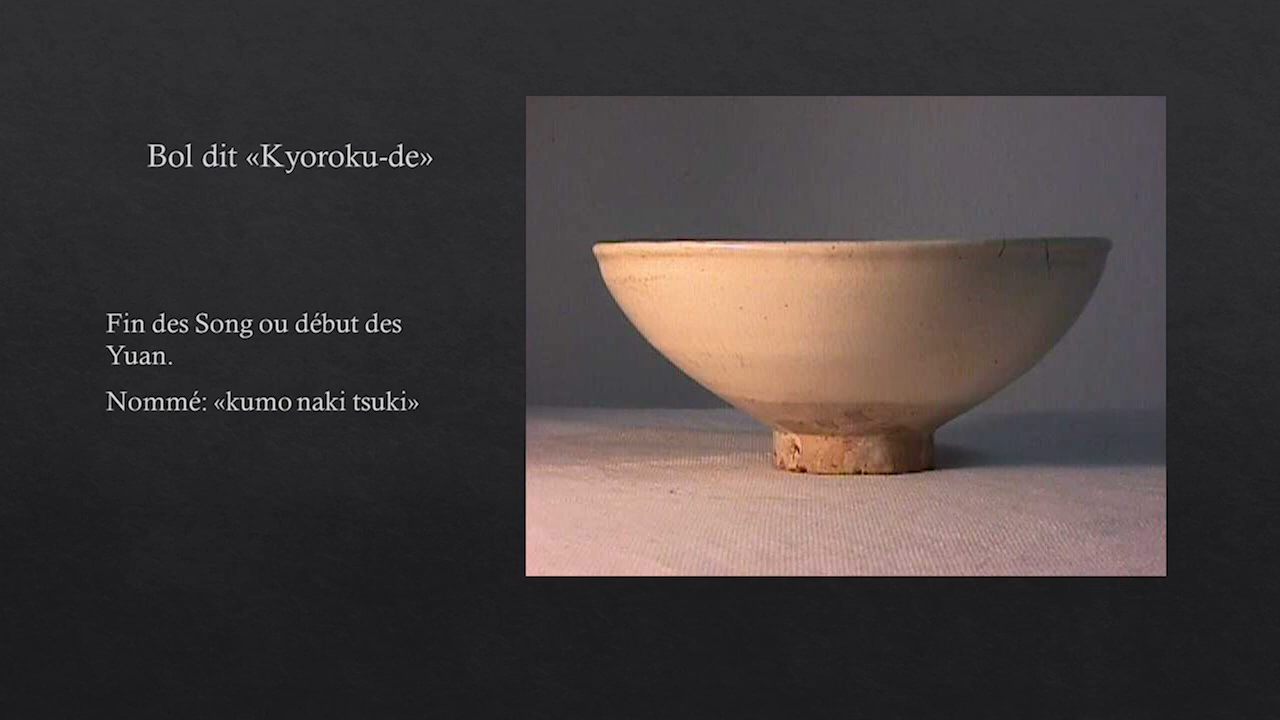 Bol dit «Kyoroku-de»
Fin des Song ou début des
Yuan.
Nommé: «kumo naki tsuki»